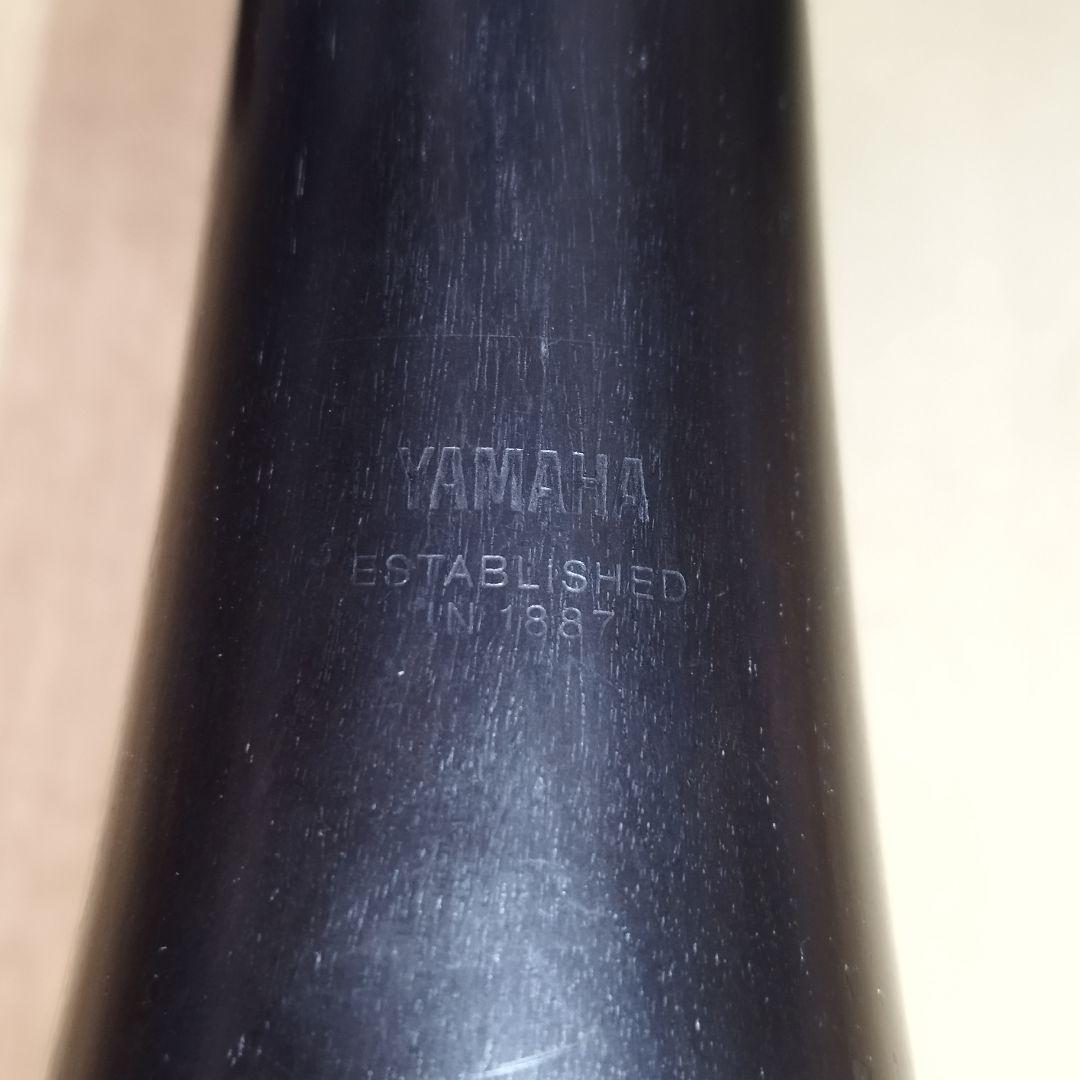 YAMAHA
ESTABLISHED
IN 1887